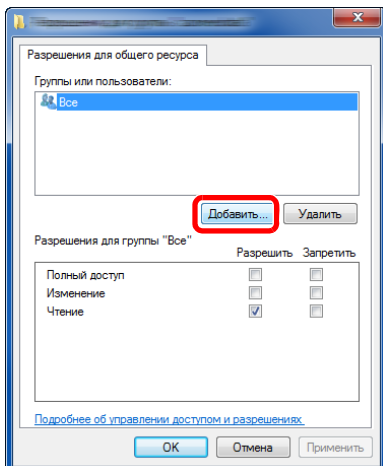 Разрешения для общего ресурса
Группы или пользователи:
Все
Добавить... Удалить
Разрешения для группы "Все"
Разрешить Запретить
Полный доступ
Изменение
Чтение
Подробнее об управлении доступом и разрешениях
OK Отмена Применить